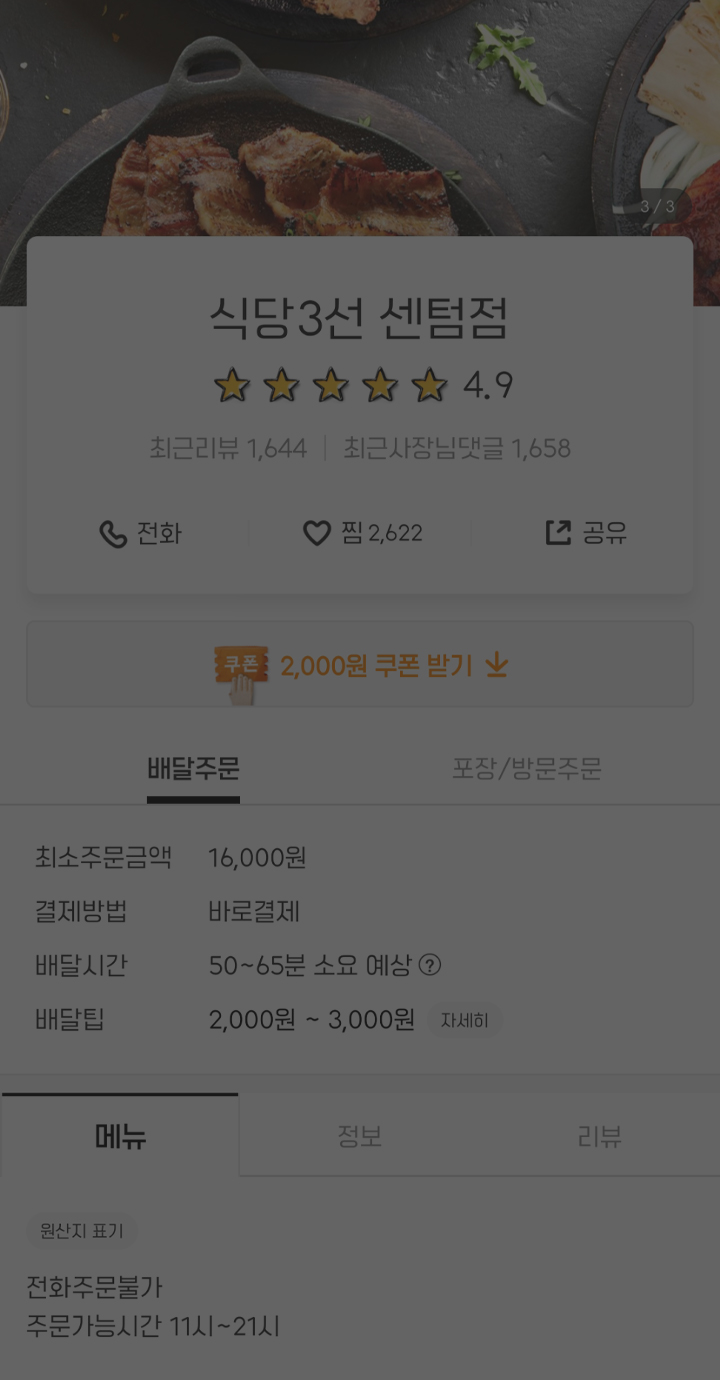 3 / 3
식당3선 센텀점
4.9
최근리뷰 1,644 | 최근사장님댓글 1,658
전화 찜 2,622 공유
쿠폰 2,000원 쿠폰 받기
배달주문 포장/방문주문
최소주문금액 16,000원
결제방법 바로결제
배달시간 50~65분 소요 예상 ?
배달팁 2,000원 ~ 3,000원 자세히
메뉴 정보 리뷰
원산지 표기
전화주문불가
주문가능시간 11시~21시